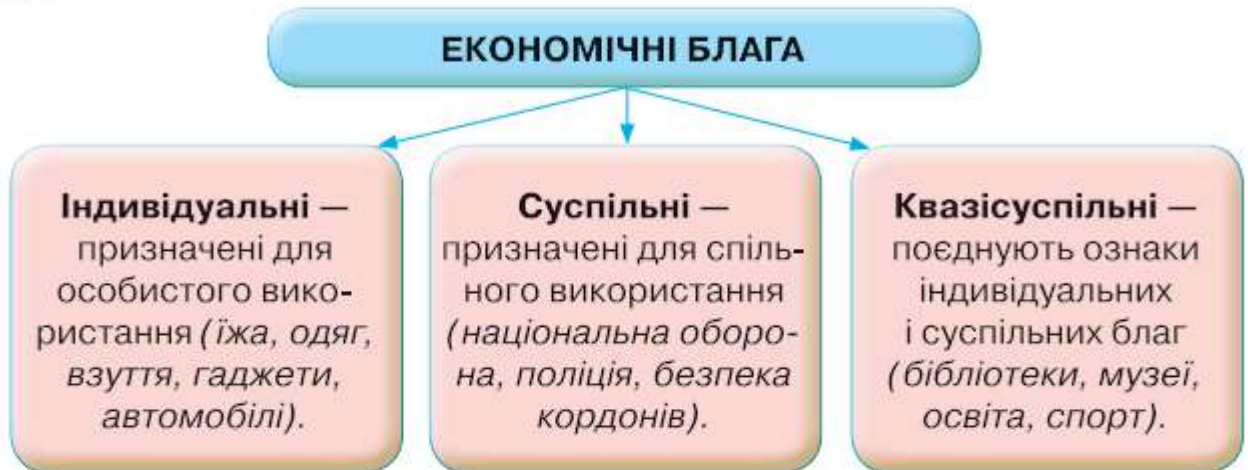 ЕКОНОМІЧНІ БЛАГА
Індивідуальні —
призначені для
особистого вико-
ристання (їжа, одяг,
взуття, гаджети,
автомобілі).
Суспільні —
призначені для спіль-
ного використання
(національна оборо-
на, поліція, безпека
кордонів).
Квазісуспільні —
поєднують ознаки
індивідуальних
і суспільних благ
(бібліотеки, музеї,
освіта, спорт).